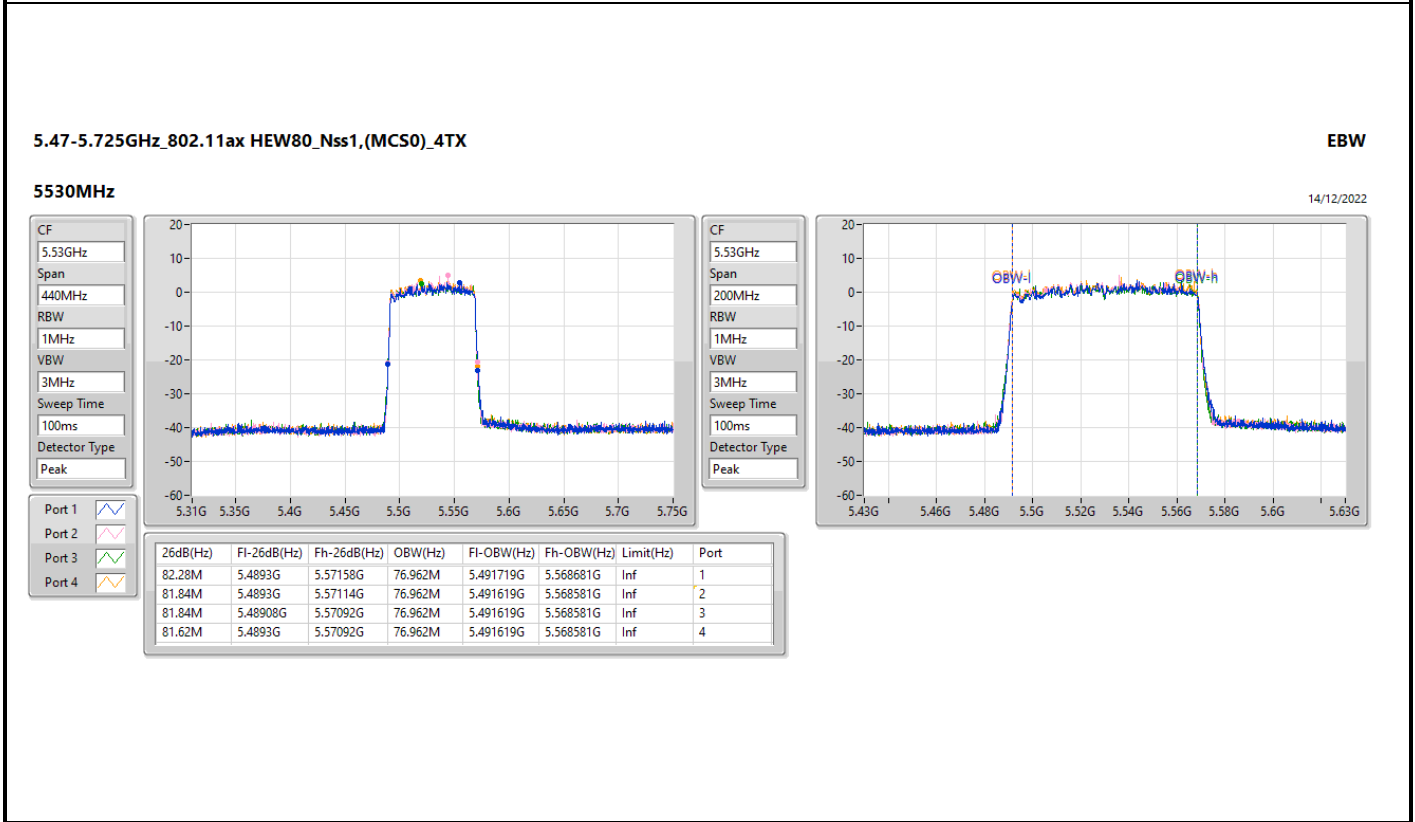 5.47-5.725GHz_802.11ax HEW80_Nss1,(MCS0)_4TX EBW
5530MHz 14/12/2022
CF
5.53GHz
Span
440MHz
RBW
1MHz
VBW
3MHz
Sweep Time
100ms
Detector Type
Peak
20
10
0
-10
-20
-30
-40
-50
-60
5.31G 5.35G 5.4G 5.45G 5.5G 5.55G 5.6G 5.65G 5.7G 5.75G
CF
5.53GHz
Span
200MHz
RBW
1MHz
VBW
3MHz
Sweep Time
100ms
Detector Type
Peak
20
10
0
-10
-20
-30
-40
-50
-60
OBW-l OBW-h
5.43G 5.46G 5.48G 5.5G 5.52G 5.54G 5.56G 5.58G 5.6G 5.63G
Port 1
Port 2
Port 3
Port 4
26dB(Hz) Fl-26dB(Hz) Fh-26dB(Hz) OBW(Hz) Fl-OBW(Hz) Fh-OBW(Hz) Limit(Hz) Port
82.28M 5.4893G 5.57158G 76.962M 5.491719G 5.568681G Inf 1
81.84M 5.4893G 5.57114G 76.962M 5.491619G 5.568581G Inf 2
81.84M 5.48908G 5.57092G 76.962M 5.491619G 5.568581G Inf 3
81.62M 5.4893G 5.57092G 76.962M 5.491619G 5.568581G Inf 4